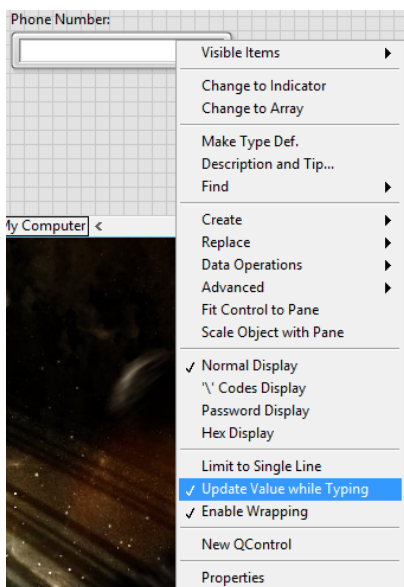 Phone Number:
Visible Items
Change to Indicator
Change to Array
Make Type Def.
Description and Tip...
Find
Create
Replace
Data Operations
Advanced
Fit Control to Pane
Scale Object with Pane
Normal Display
'\' Codes Display
Password Display
Hex Display
Limit to Single Line
Update Value while Typing
Enable Wrapping
New QControl
Properties
My Computer <